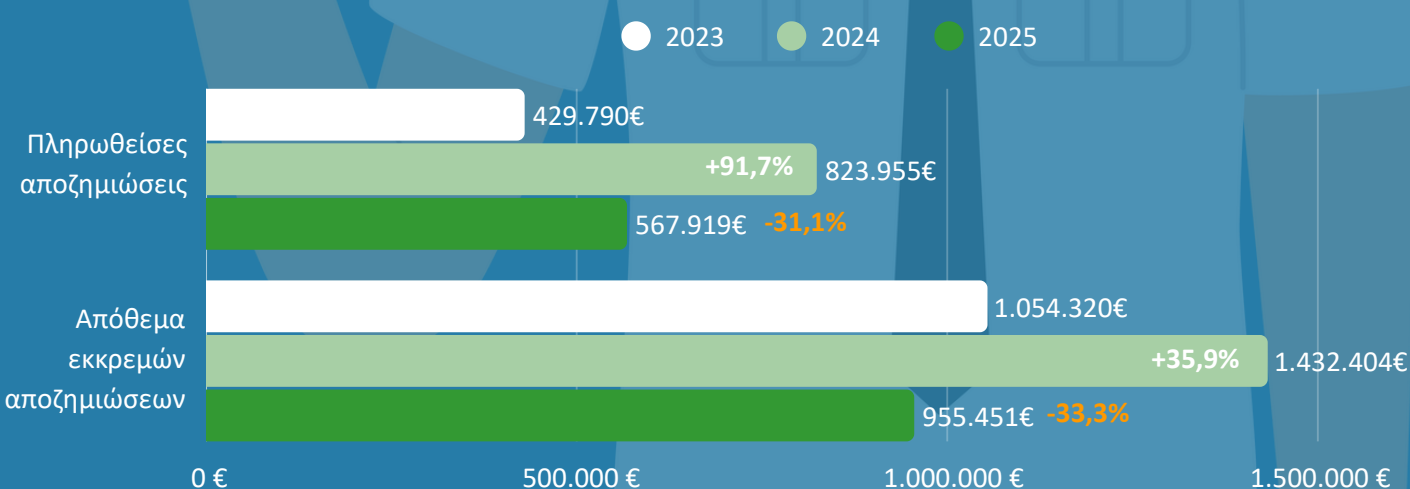 2023 2024 2025
429.790€
Πληρωθείσες
αποζημιώσεις
+91,7% 823.955€
567.919€ -31,1%
1.054.320€
Απόθεμα
εκκρεμών
αποζημιώσεων
+35,9% 1.432.404€
955.451€ -33,3%
0 € 500.000 € 1.000.000 € 1.500.000 €